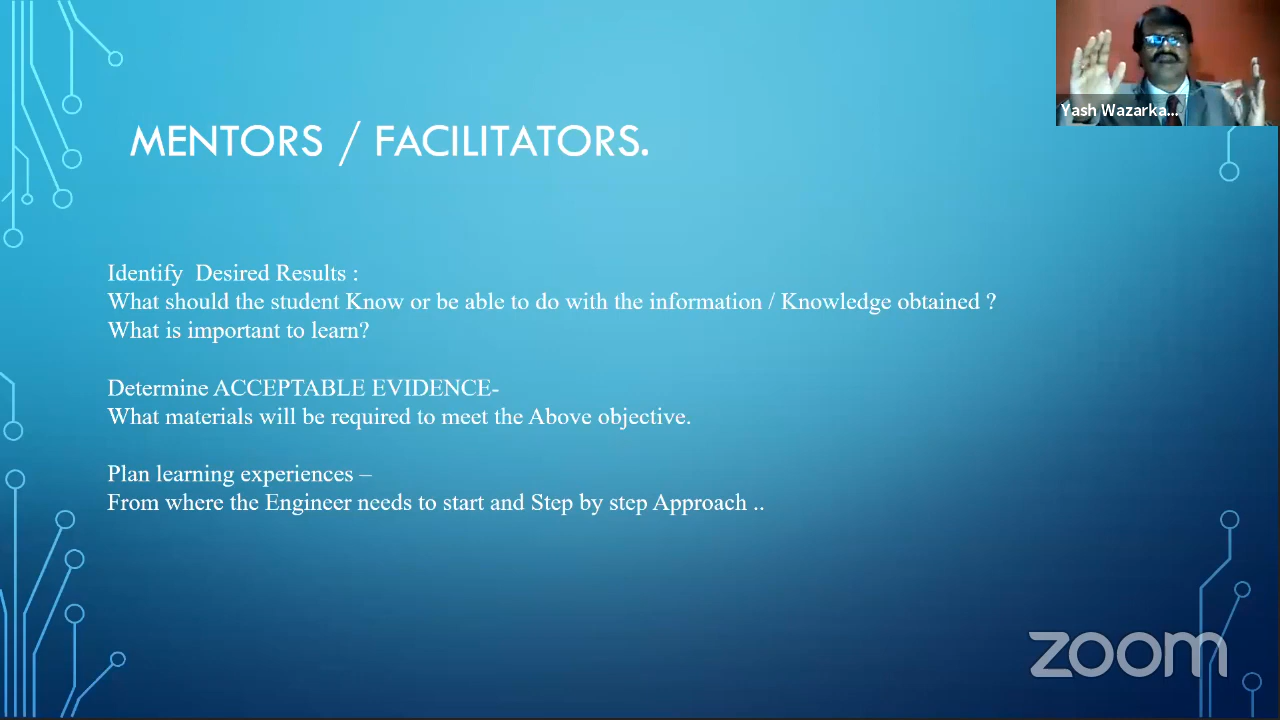 MENTORS / FACILITATORS.
Yash Wazarka...
Identify Desired Results :
What should the student Know or be able to do with the information / Knowledge obtained ?
What is important to learn?
Determine ACCEPTABLE EVIDENCE-
What materials will be required to meet the Above objective.
Plan learning experiences –
From where the Engineer needs to start and Step by step Approach ..
zoom